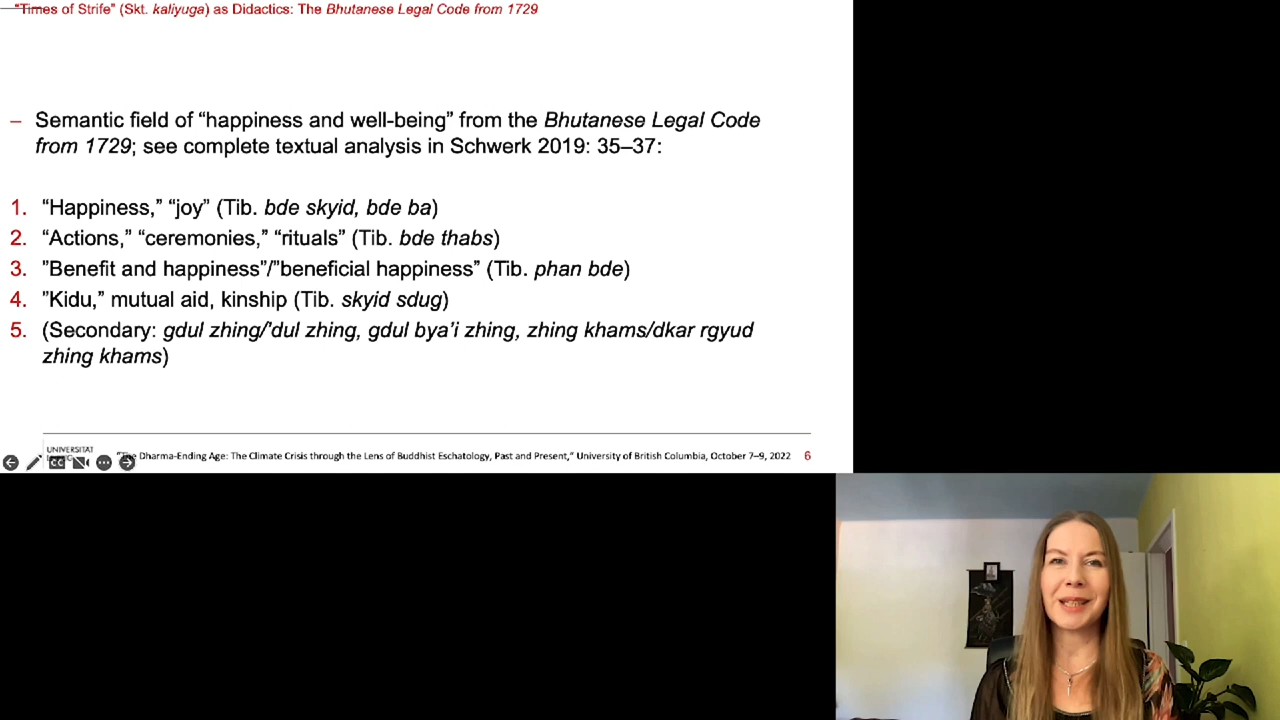 “Times of Strife” (Skt. kaliyuga) as Didactics: The Bhutanese Legal Code from 1729
– Semantic field of “happiness and well-being” from the Bhutanese Legal Code
from 1729; see complete textual analysis in Schwerk 2019: 35–37:
1. “Happiness,” “joy” (Tib. bde skyid, bde ba)
2. “Actions,” “ceremonies,” “rituals” (Tib. bde thabs)
3. ”Benefit and happiness”/”beneficial happiness” (Tib. phan bde)
4. ”Kidu,” mutual aid, kinship (Tib. skyid sdug)
5. (Secondary: gdul zhing/’dul zhing, gdul bya’i zhing, zhing khams/dkar rgyud
zhing khams)
UNIVERSITÄT
Dharma-Ending Age: The Climate Crisis through the Lens of Buddhist Eschatology, Past and Present,” University of British Columbia, October 7–9, 2022 6
CC